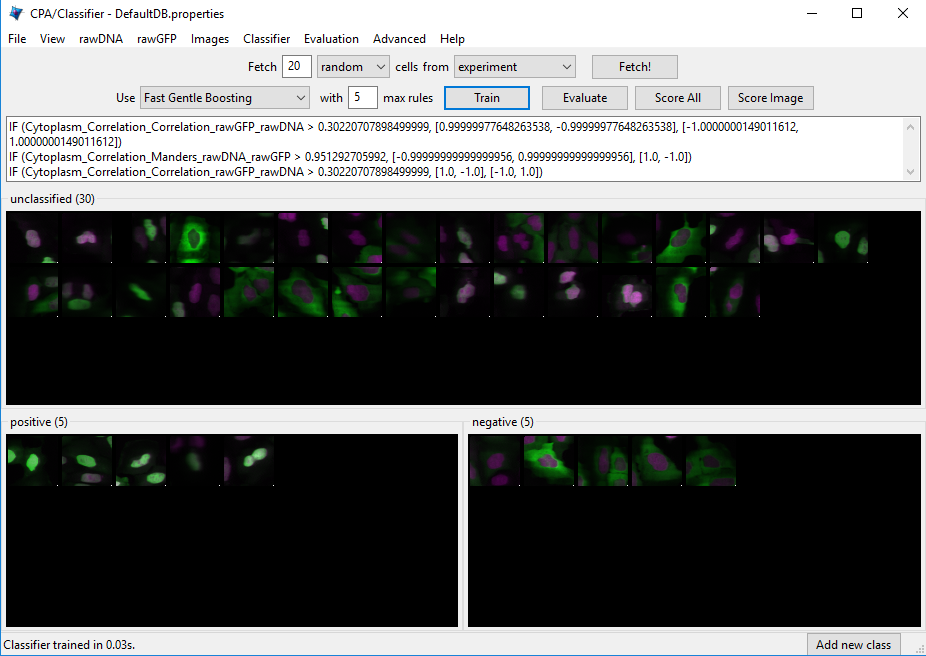 CPA/Classifier - DefaultDB.properties
File View rawDNA rawGFP Images Classifier Evaluation Advanced Help
Fetch 20 random cells from experiment Fetch!
Use Fast Gentle Boosting with 5 max rules Train Evaluate Score All Score Image
IF (Cytoplasm_Correlation_Correlation_rawGFP_rawDNA > 0.30220707898499999, [0.99999977648263538, -0.99999977648263538], [-1.0000000149011612,
1.0000000149011612])
IF (Cytoplasm_Correlation_Manders_rawDNA_rawGFP > 0.951292705992, [-0.99999999999999956, 0.99999999999999956], [1.0, -1.0])
IF (Cytoplasm_Correlation_Correlation_rawGFP_rawDNA > 0.30220707898499999, [1.0, -1.0], [-1.0, 1.0])
unclassified (30)
positive (5) negative (5)
Classifier trained in 0.03s. Add new class